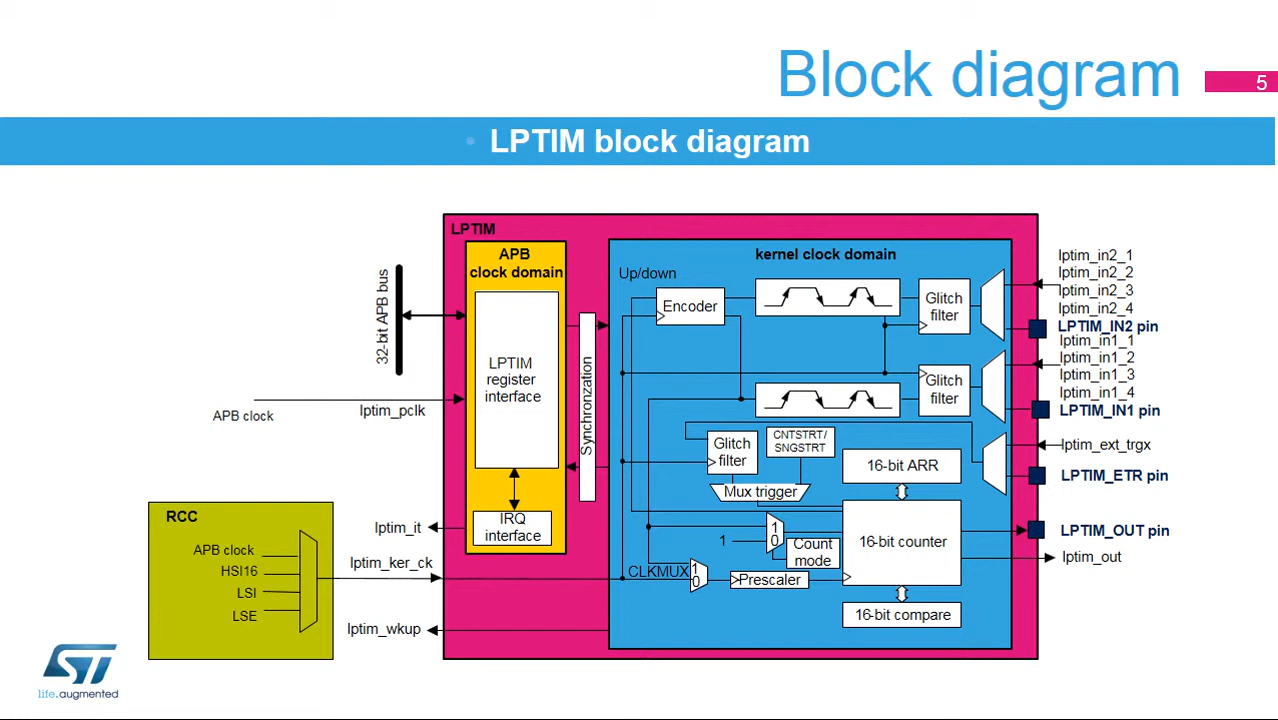 Block diagram
5
• LPTIM block diagram
LPTIM
APB
clock domain
kernel clock domain
32-bit APB bus
LPTIM
register
interface
IRQ
interface
Synchronization
Up/down
Encoder
Glitch
filter
Glitch
filter
Glitch
filter
CNTSTRT/
SNGSTRT
Mux trigger
16-bit ARR
16-bit counter
16-bit compare
1
0
1
Count
mode
CLKMUX
1
0
Prescaler
lptim_in2_1
lptim_in2_2
lptim_in2_3
lptim_in2_4
LPTIM_IN2 pin
lptim_in1_1
lptim_in1_2
lptim_in1_3
lptim_in1_4
LPTIM_IN1 pin
lptim_ext_trgx
LPTIM_ETR pin
LPTIM_OUT pin
lptim_out
APB clock
lptim_pclk
lptim_it
lptim_ker_ck
lptim_wkup
RCC
APB clock
HSI16
LSI
LSE
ST
life.augmented